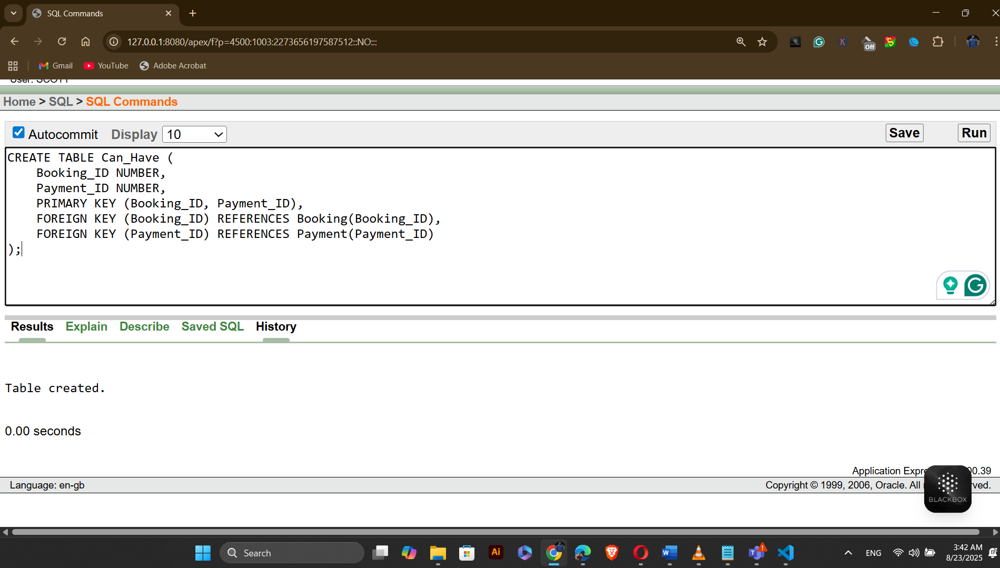 SQL Commands
127.0.0.1:8080/apex/f?p=4500:1003:2273656197587512::NO:::
K
Off
S
Gmail
YouTube
Adobe Acrobat
User: SCOTT
Home > SQL > SQL Commands
Autocommit
Display
10
Save
Run
CREATE TABLE Can_Have (
Booking_ID NUMBER,
Payment_ID NUMBER,
PRIMARY KEY (Booking_ID, Payment_ID),
FOREIGN KEY (Booking_ID) REFERENCES Booking(Booking_ID),
FOREIGN KEY (Payment_ID) REFERENCES Payment(Payment_ID)
);
Results
Explain
Describe
Saved SQL
History
Table created.
0.00 seconds
Application Expr 00.39
Language: en-gb
Copyright © 1999, 2006, Oracle. All rved.
BLACKBOX
Search
Ai
W
T
ENG
3:42 AM
8/23/2025